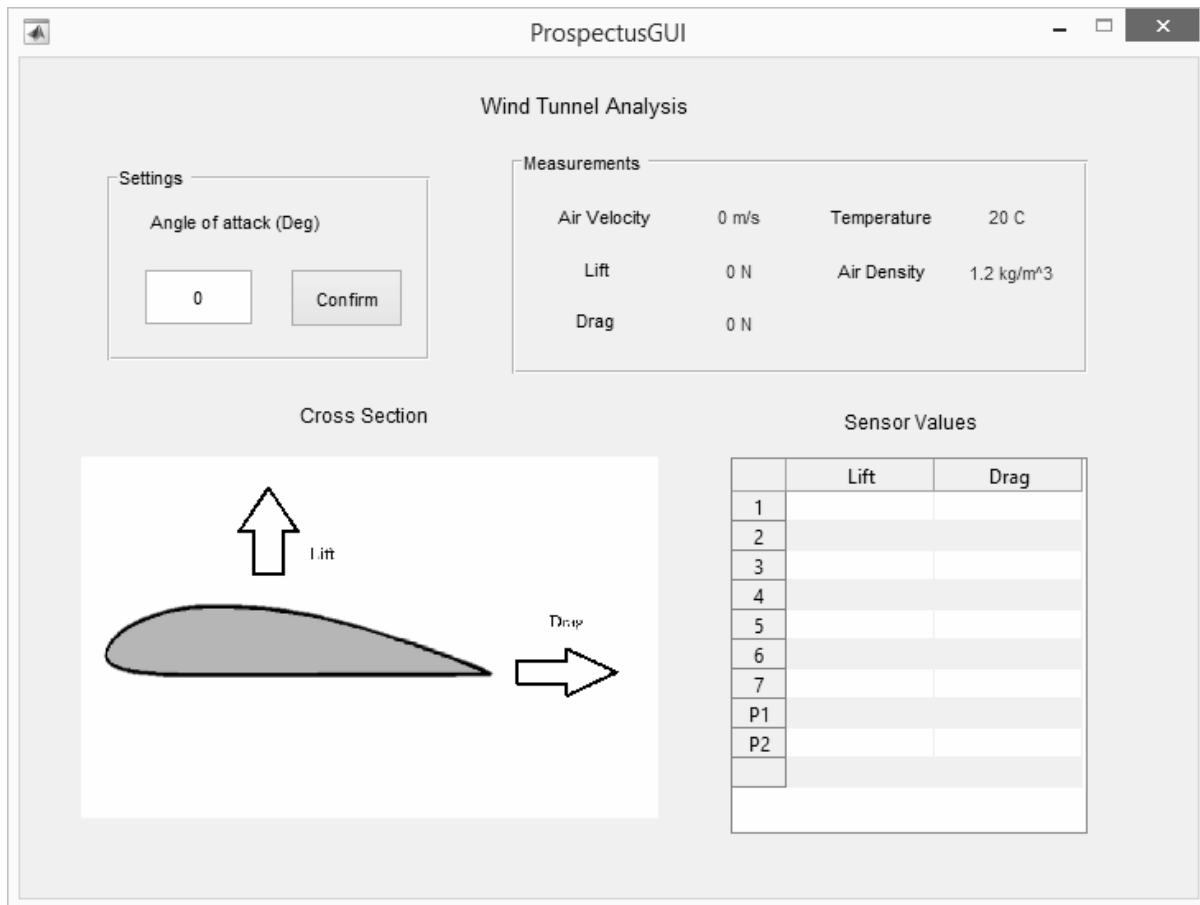 ProspectusGUI
Wind Tunnel Analysis
Settings
Angle of attack (Deg)
0
Confirm
Measurements
Air Velocity 0 m/s Temperature 20 C
Lift 0 N Air Density 1.2 kg/m^3
Drag 0 N
Cross Section
Lift
Drag
Sensor Values
Lift Drag
1
2
3
4
5
6
7
P1
P2